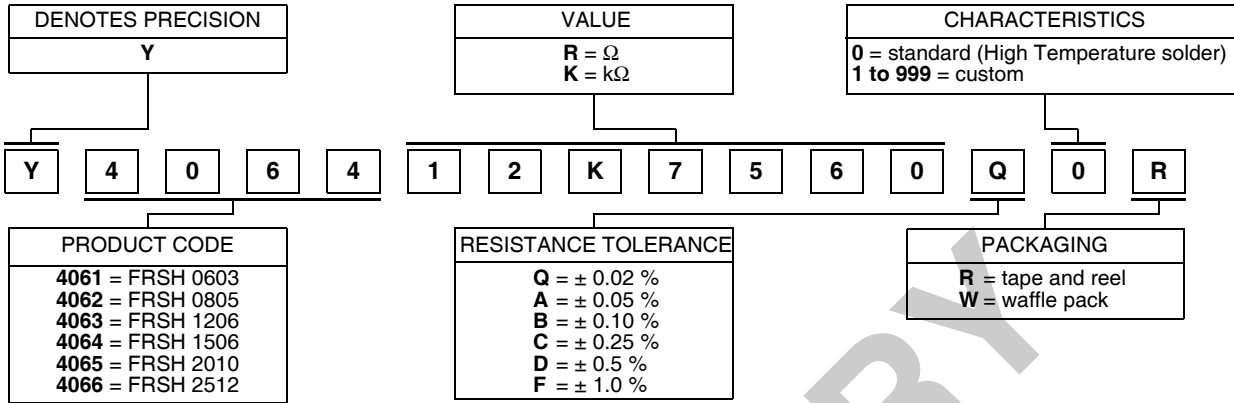 DENOTES PRECISION
Y
VALUE
R = Ω
K = kΩ
CHARACTERISTICS
0 = standard (High Temperature solder)
1 to 999 = custom
Y 4 0 6 4 1 2 K 7 5 6 0 Q 0 R
PRODUCT CODE
4061 = FRSH 0603
4062 = FRSH 0805
4063 = FRSH 1206
4064 = FRSH 1506
4065 = FRSH 2010
4066 = FRSH 2512
RESISTANCE TOLERANCE
Q = ± 0.02 %
A = ± 0.05 %
B = ± 0.10 %
C = ± 0.25 %
D = ± 0.5 %
F = ± 1.0 %
PACKAGING
R = tape and reel
W = waffle pack
BY